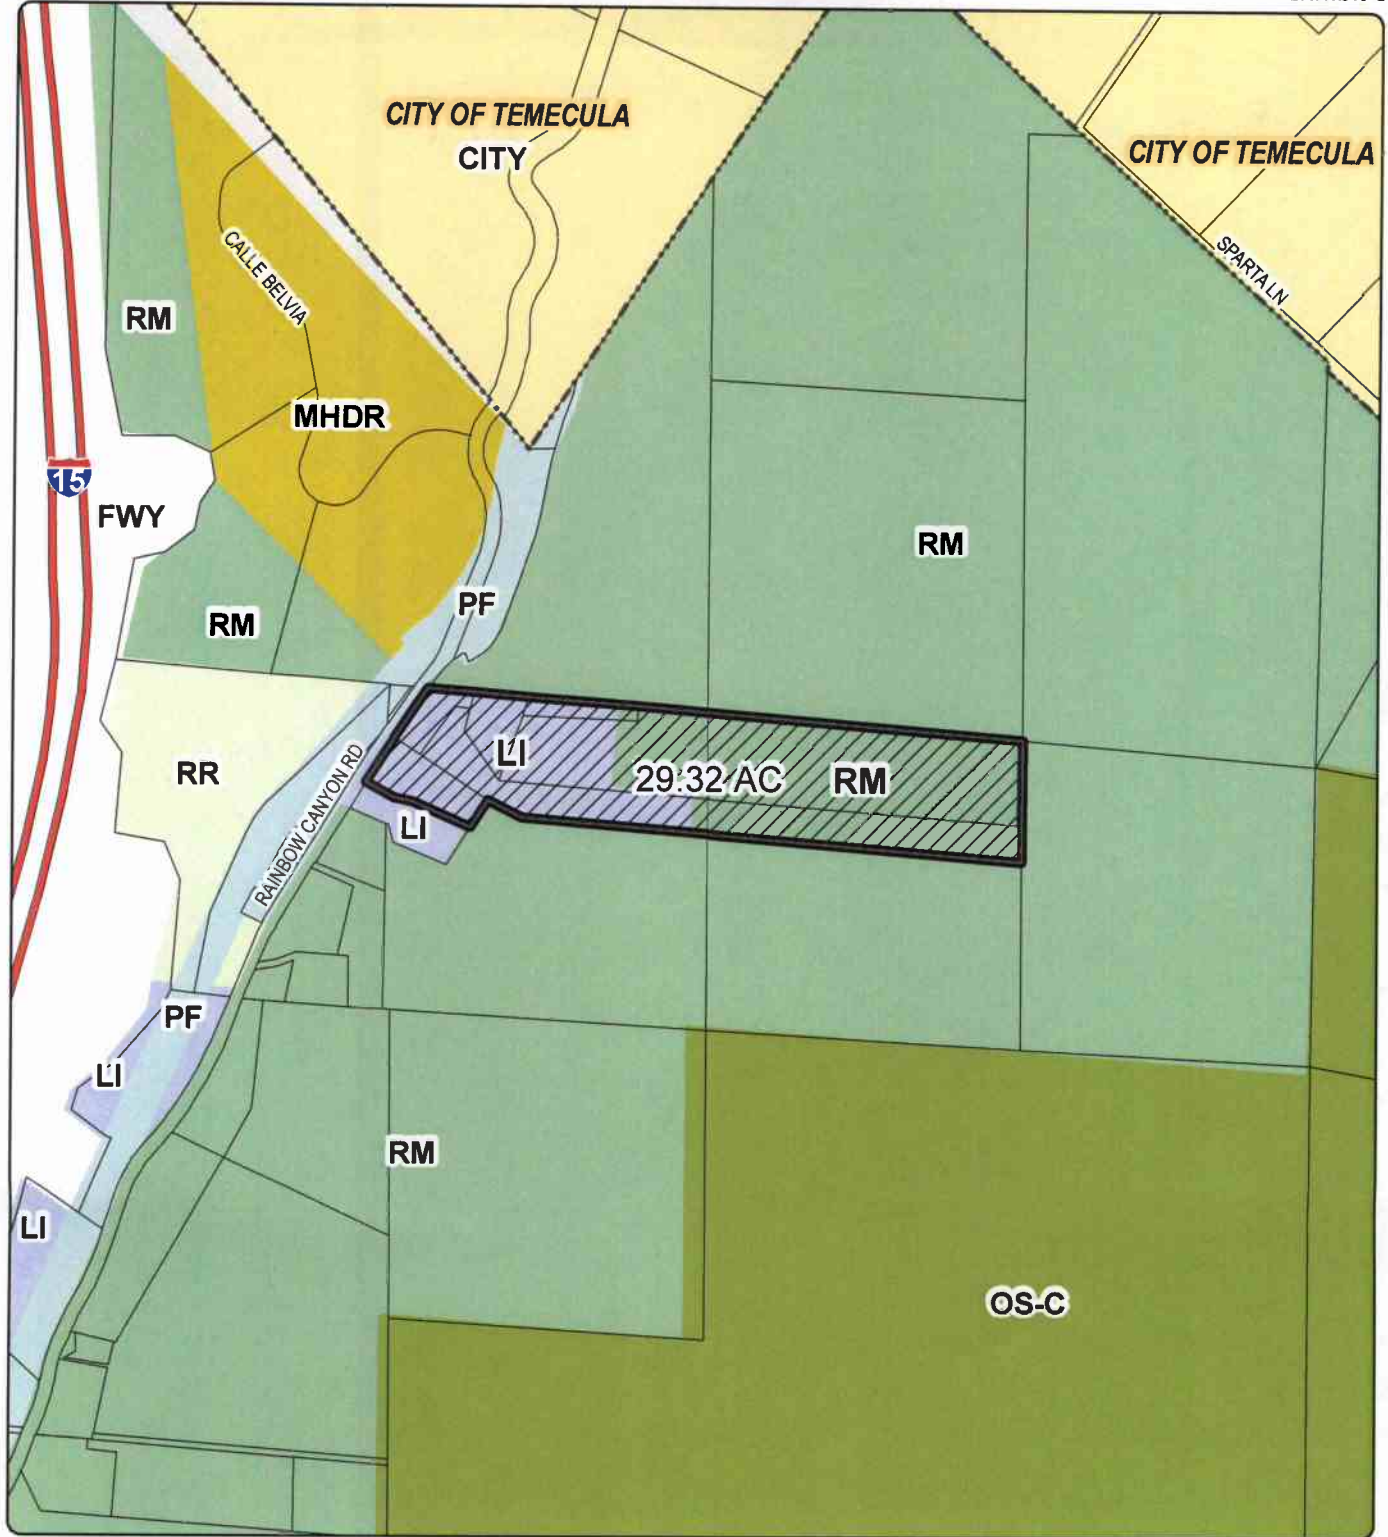 CITY OF TEMECULA
CITY
CITY OF TEMECULA
SPARTA LN
CALLE BELVIA
RM
MHDR
15
FWY
RM
PF
RM
RR
LI
29.32 AC
RM
LI
RAINBOW CANYON RD
PF
LI
RM
LI
OS-C